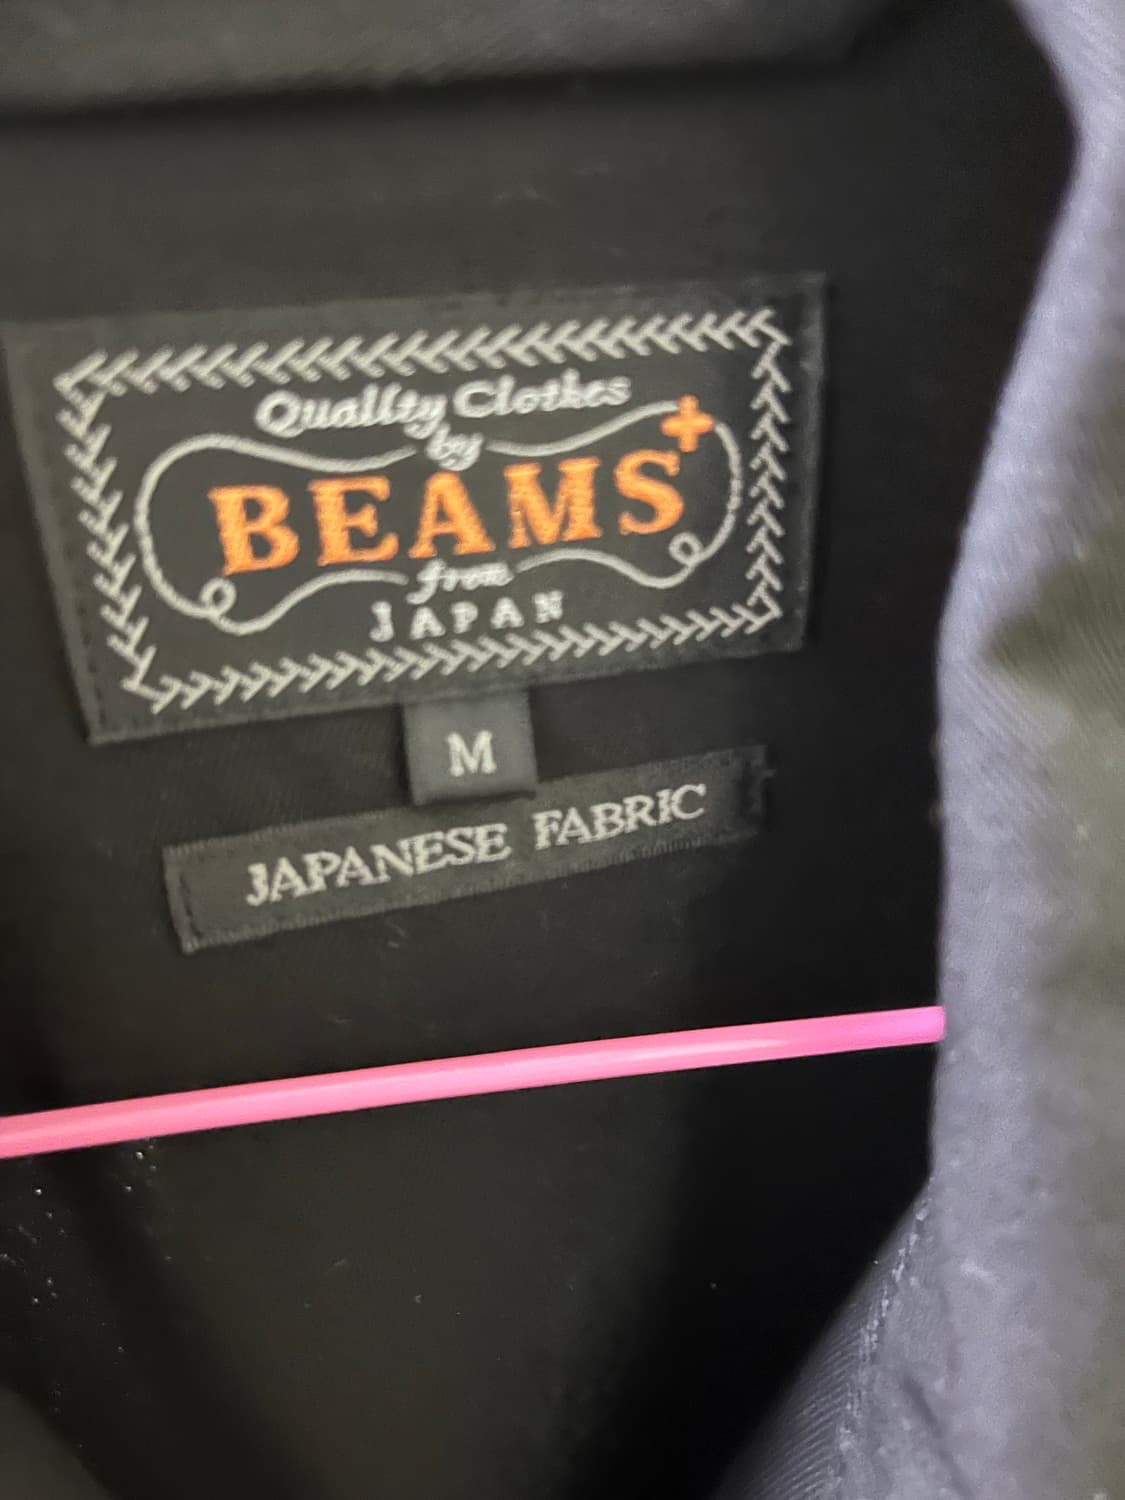 Quality Clothes
by
BEAMS+
from
JAPAN
M
JAPANESE FABRIC